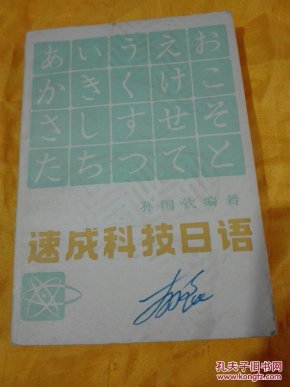 あいうえお
かきくけこ
さしすせそ
たちつてと
孙国钦编著
速成科技日语
孔夫子旧书网